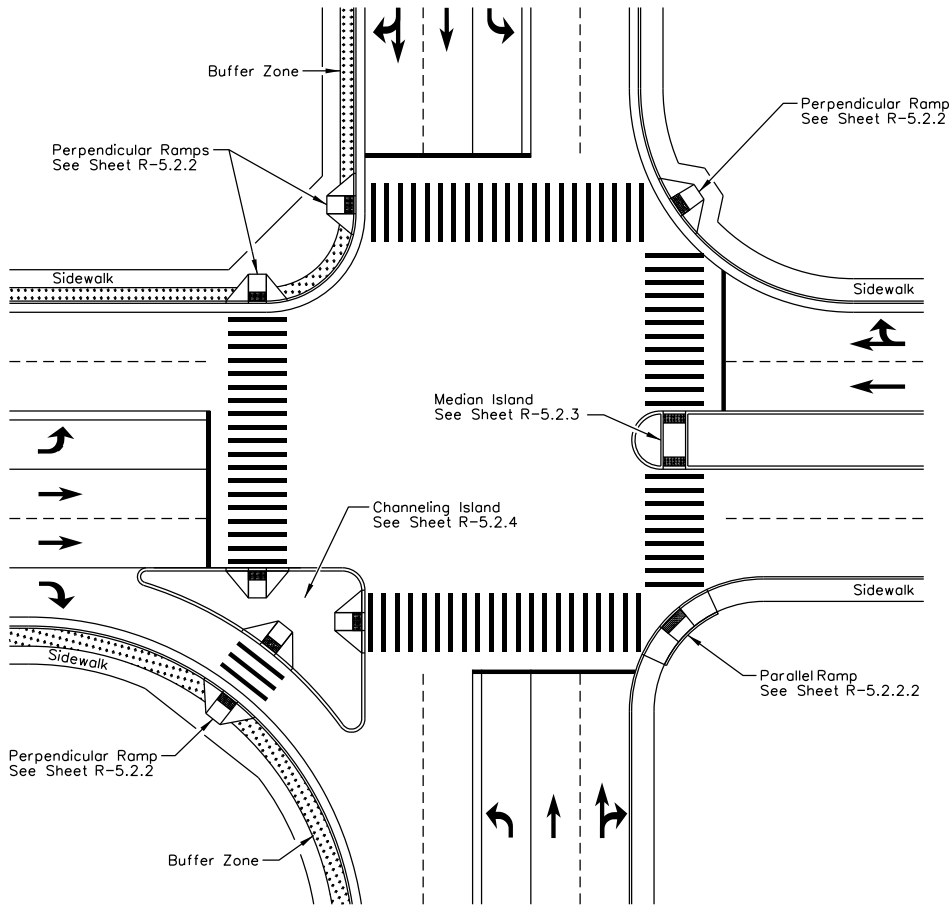 Buffer Zone
Perpendicular Ramp
See Sheet R-5.2.2
Perpendicular Ramps
See Sheet R-5.2.2
Sidewalk
Sidewalk
Median Island
See Sheet R-5.2.3
Channeling Island
See Sheet R-5.2.4
Sidewalk
Sidewalk
Parallel Ramp
See Sheet R-5.2.2.2
Perpendicular Ramp
See Sheet R-5.2.2
Buffer Zone